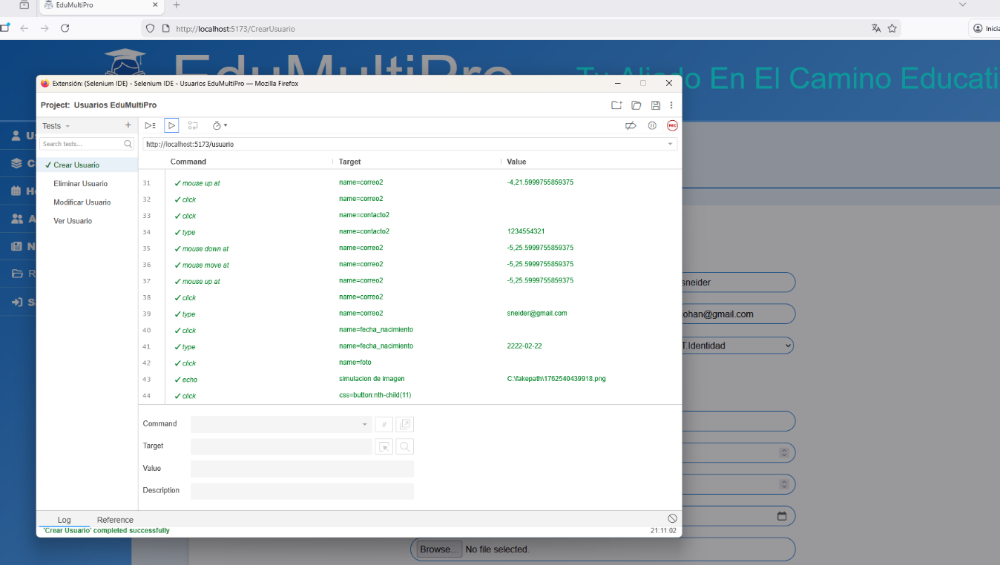 EduMultiPro
http://localhost:5173/CrearUsuario
Inicia
EduMultiPro
Tu Aliado En El Camino Educati
Extensión: (Selenium IDE) - Selenium IDE - Usuarios EduMultiPro — Mozilla Firefox
Project: Usuarios EduMultiPro
Tests
REC
Search tests...
http://localhost:5173/usuario
Command Target Value
Crear Usuario
Eliminar Usuario
Modificar Usuario
Ver Usuario
31 ✓ mouse up at name=correo2 -4,21.5999755859375
32 ✓ click name=correo2
33 ✓ click name=contacto2
34 ✓ type name=contacto2 1234554321
35 ✓ mouse down at name=correo2 -5,25.5999755859375
36 ✓ mouse move at name=correo2 -5,25.5999755859375
37 ✓ mouse up at name=correo2 -5,25.5999755859375
38 ✓ click name=correo2
39 ✓ type name=correo2 sneider@gmail.com
40 ✓ click name=fecha_nacimiento
41 ✓ type name=fecha_nacimiento 2222-02-22
42 ✓ click name=foto
43 ✓ echo simulacion de imagen C:\fakepath\1762540439918.png
44 ✓ click css=button:nth-child(11)
Command //
Target
Value
Description
Log Reference
'Crear Usuario' completed successfully 21:11:02
sneider
ohan@gmail.com
T.Identidad
Browse... No file selected.